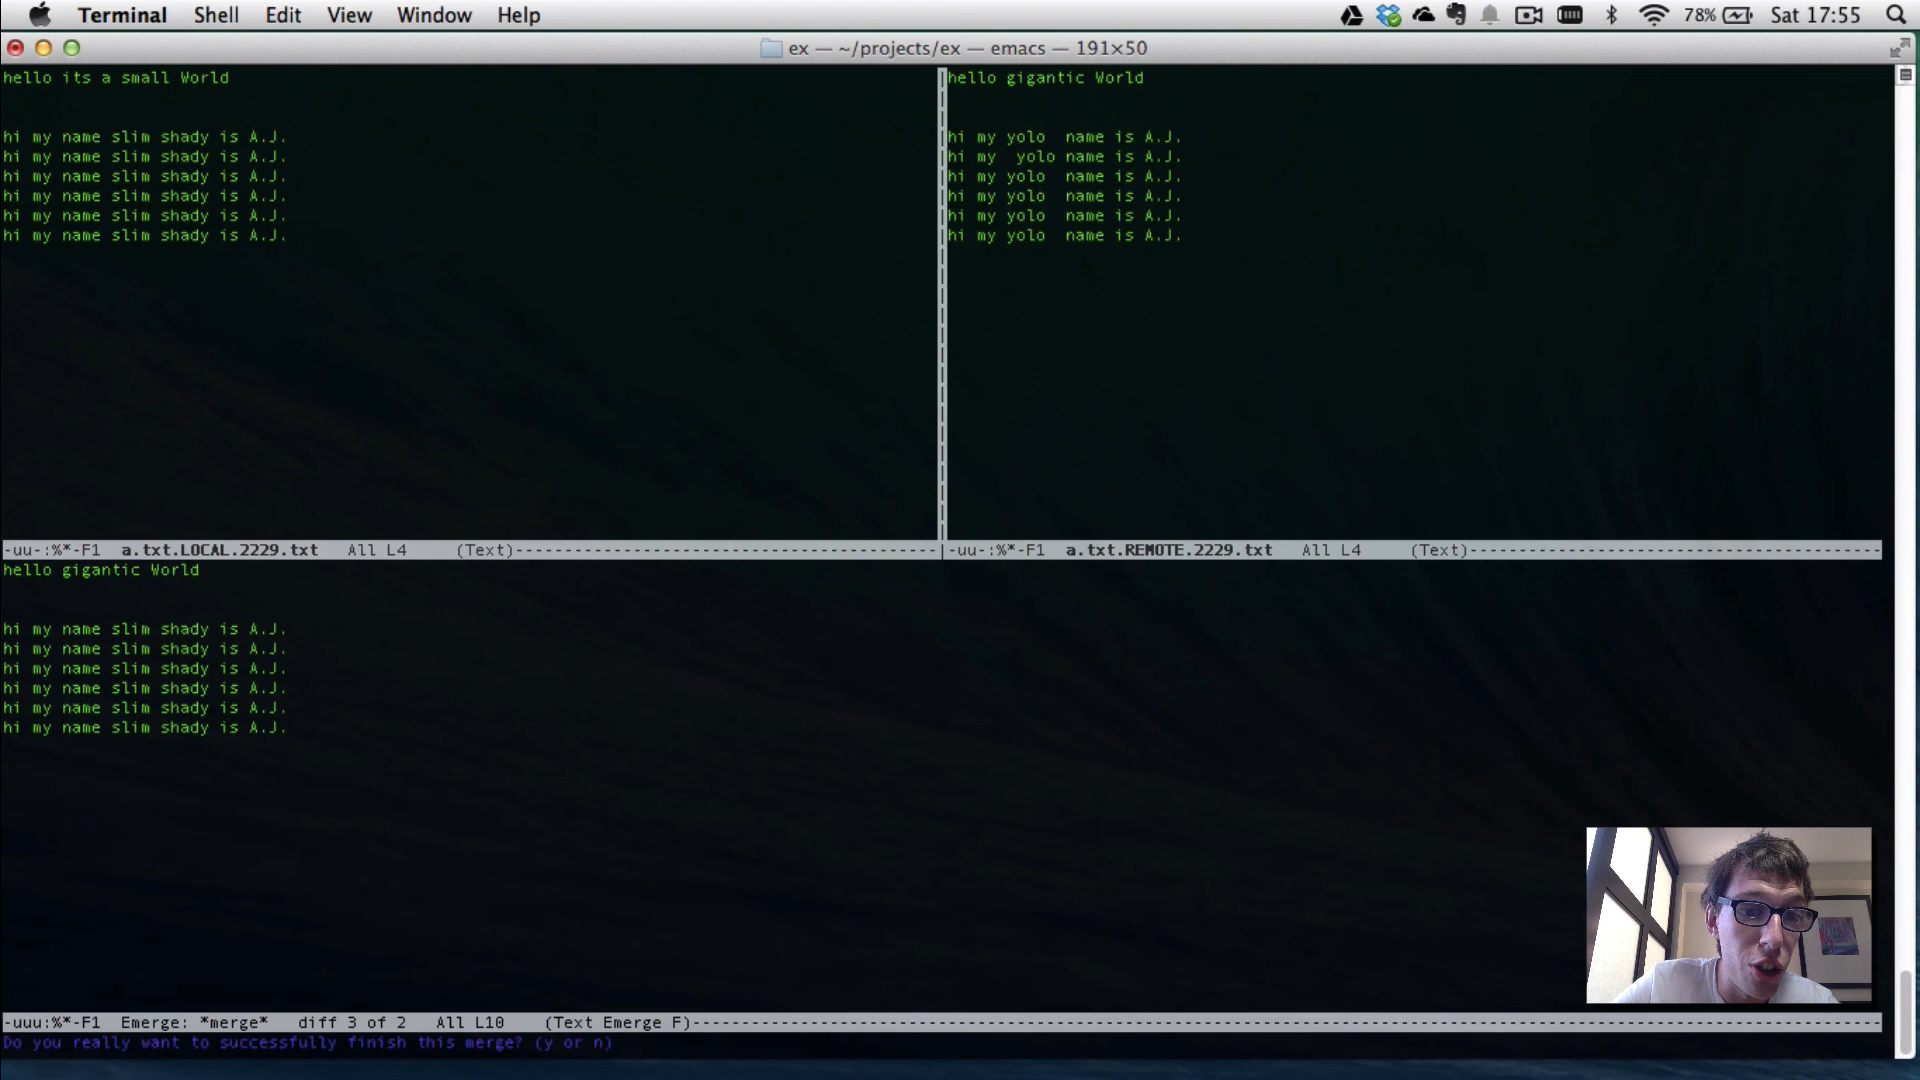 Terminal Shell Edit View Window Help 78% Sat 17:55
ex — ~/projects/ex — emacs — 191×50
hello its a small World
hi my name slim shady is A.J.
hi my name slim shady is A.J.
hi my name slim shady is A.J.
hi my name slim shady is A.J.
hi my name slim shady is A.J.
hi my name slim shady is A.J.
-uu-:%*-F1 a.txt.LOCAL.2229.txt All L4 (Text)-------------------------------------------
hello gigantic World
hi my yolo  name is A.J.
hi my  yolo name is A.J.
hi my yolo  name is A.J.
hi my yolo  name is A.J.
hi my yolo  name is A.J.
hi my yolo  name is A.J.
-uu-:%*-F1 a.txt.REMOTE.2229.txt All L4 (Text)------------------------------------------
hello gigantic World
hi my name slim shady is A.J.
hi my name slim shady is A.J.
hi my name slim shady is A.J.
hi my name slim shady is A.J.
hi my name slim shady is A.J.
hi my name slim shady is A.J.
-uuu:%*-F1 Emerge: *merge* diff 3 of 2 All L10 (Text Emerge F)-------------------------------------------------------------------------------------------------------------------------
Do you really want to successfully finish this merge? (y or n)